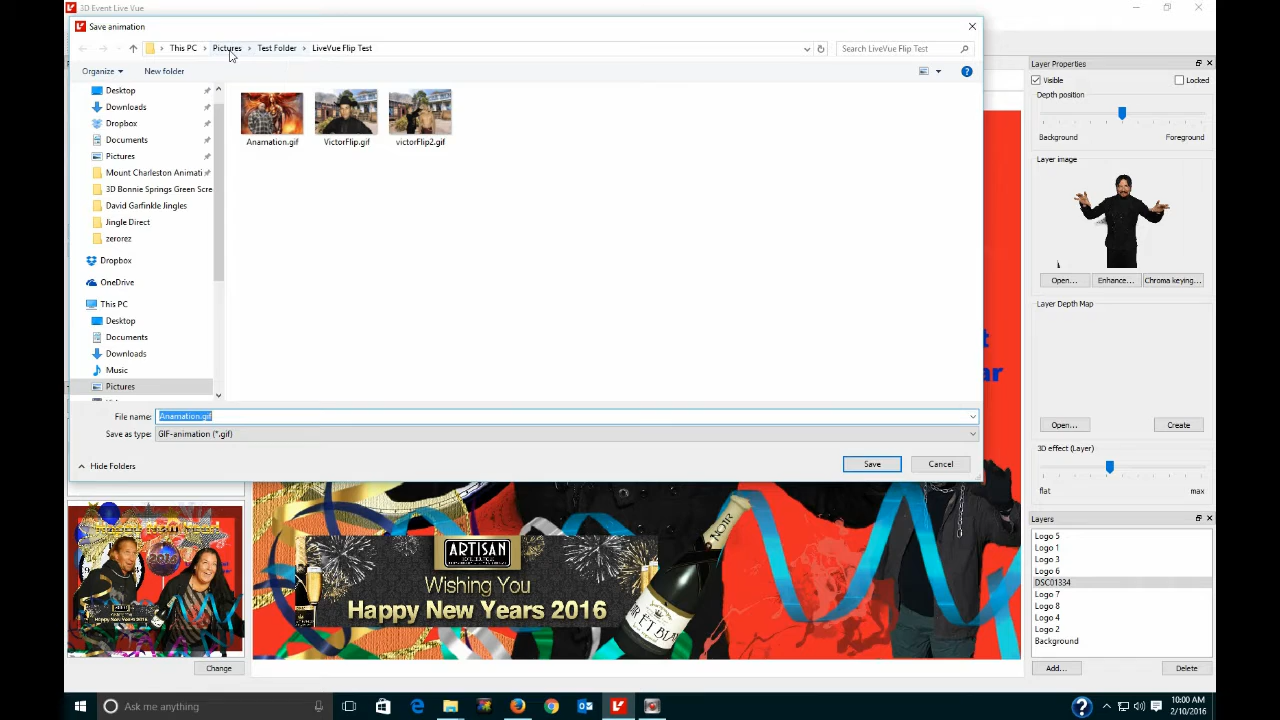 3D Event Live Vue
Save animation
This PC > Pictures > Test Folder > LiveVue Flip Test
Search LiveVue Flip Test
Organize
New folder
Desktop
Downloads
Dropbox
Documents
Pictures
Mount Charleston Animati
3D Bonnie Springs Green Scre
David Garfinkle Jingles
Jingle Direct
zerorez
Dropbox
OneDrive
This PC
Desktop
Documents
Downloads
Music
Pictures
Anamation.gif
VictorFlip.gif
victorFlip2.gif
File name: Anamation.gif
Save as type: GIF-animation (*.gif)
Hide Folders
Save
Cancel
Layer Properties
Visible
Locked
Depth position
Background
Foreground
Layer image
Open...
Enhance...
Chroma keying...
Layer Depth Map
Open...
Create
3D effect (Layer)
flat
max
Layers
Logo 5
Logo 1
Logo 3
Logo 6
DSC01334
Logo 7
Logo 8
Logo 4
Logo 2
Background
Add...
Delete
ARTISAN
Wishing You
Happy New Years 2016
NOIR
Change
Ask me anything
10:00 AM
2/10/2016